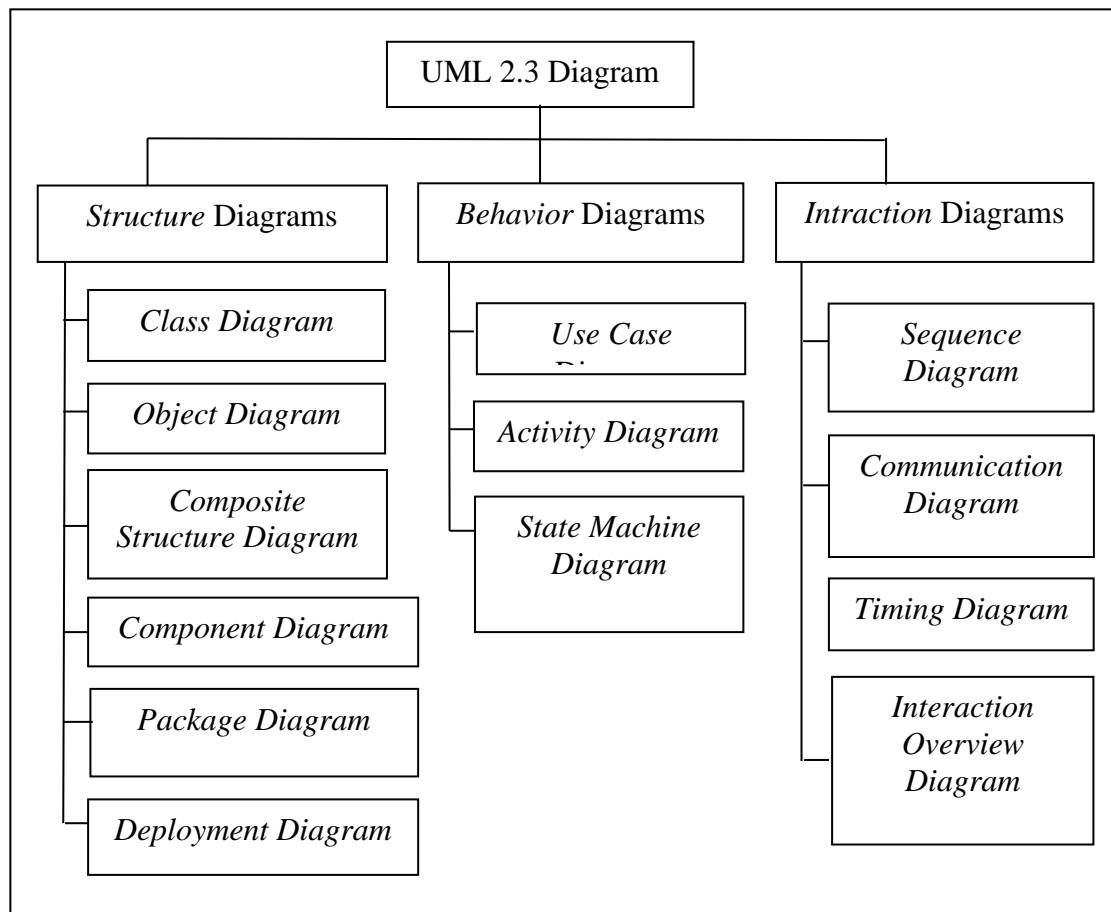 UML 2.3 Diagram
Structure Diagrams
Class Diagram
Object Diagram
Composite
Structure Diagram
Component Diagram
Package Diagram
Deployment Diagram
Behavior Diagrams
Use Case
Activity Diagram
State Machine
Diagram
Intraction Diagrams
Sequence
Diagram
Communication
Diagram
Timing Diagram
Interaction
Overview
Diagram